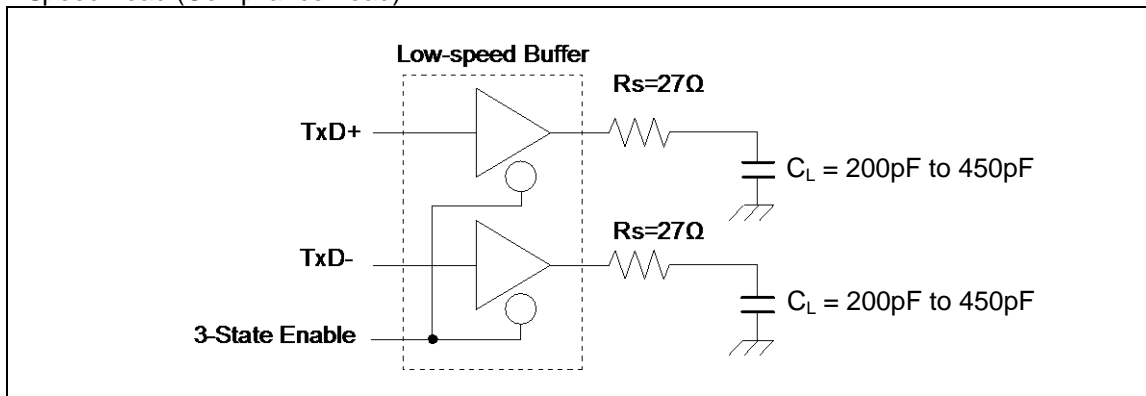 Low-speed Buffer
Rs=27Ω
TxD+
C_L = 200pF to 450pF
Rs=27Ω
TxD-
C_L = 200pF to 450pF
3-State Enable